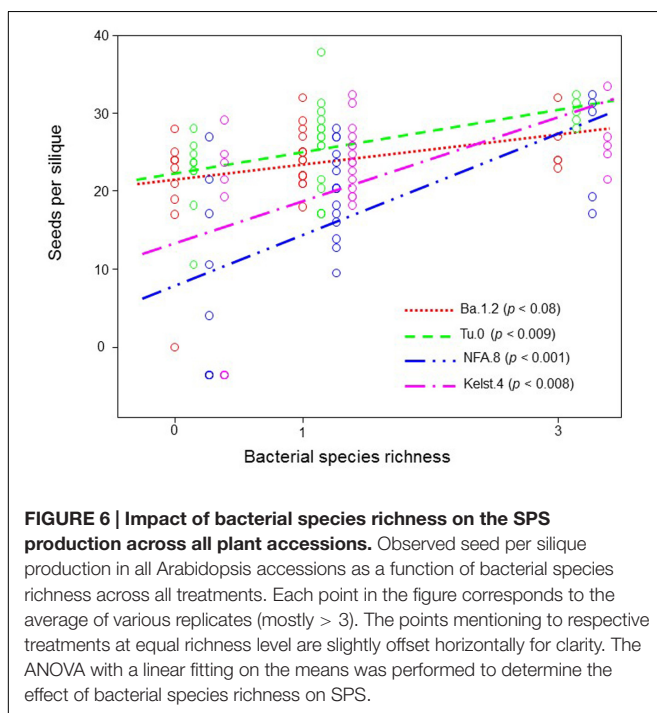 40
30
20
10
0
Seeds per silique
Ba.1.2 (p < 0.08)
Tu.0 (p < 0.009)
NFA.8 (p < 0.001)
Kelst.4 (p < 0.008)
0 1 3
Bacterial species richness
FIGURE 6 | Impact of bacterial species richness on the SPS
production across all plant accessions. Observed seed per silique
production in all Arabidopsis accessions as a function of bacterial species
richness across all treatments. Each point in the figure corresponds to the
average of various replicates (mostly > 3). The points mentioning to respective
treatments at equal richness level are slightly offset horizontally for clarity. The
ANOVA with a linear fitting on the means was performed to determine the
effect of bacterial species richness on SPS.